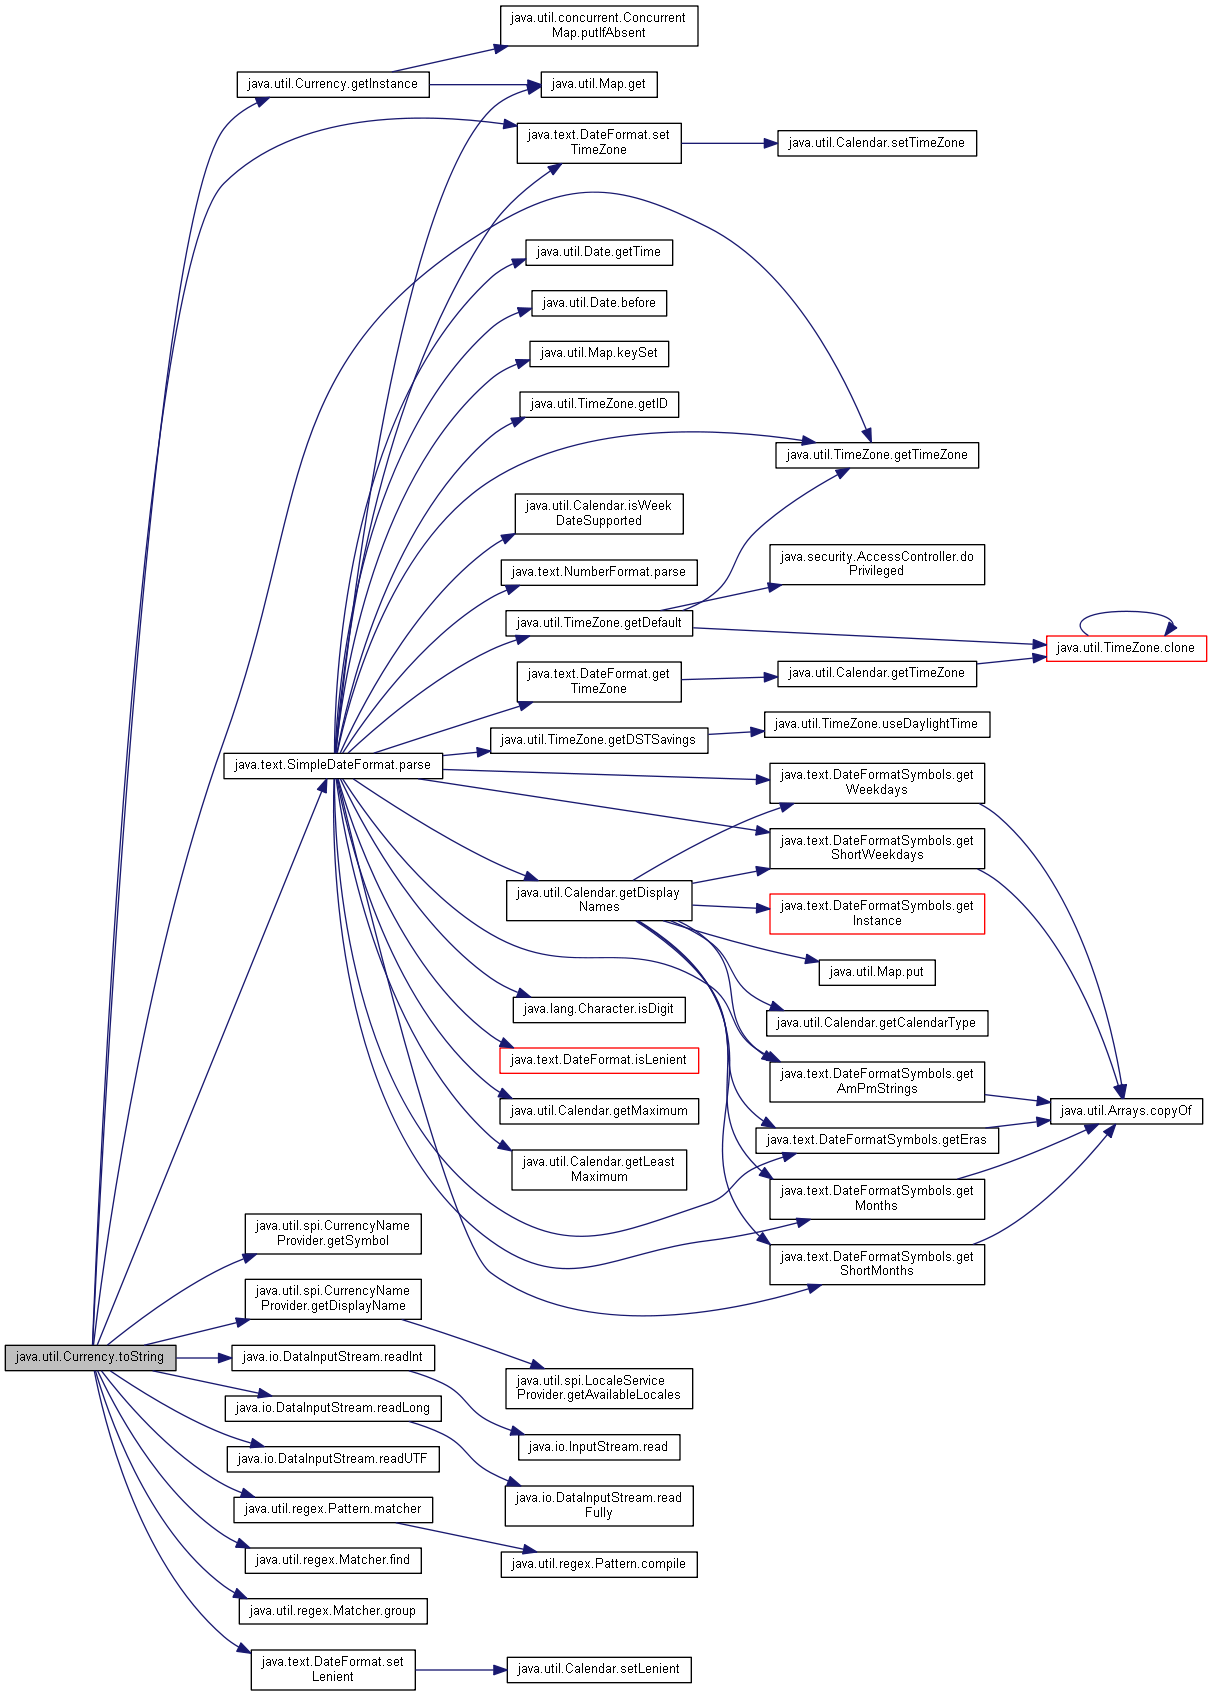 java.util.concurrent.Concurrent
Map.putIfAbsent
java.util.Currency.getInstance
java.util.Map.get
java.text.DateFormat.set
TimeZone
java.util.Calendar.setTimeZone
java.util.Date.getTime
java.util.Date.before
java.util.Map.keySet
java.util.TimeZone.getID
java.util.TimeZone.getTimeZone
java.util.Calendar.isWeek
DateSupported
java.security.AccessController.do
Privileged
java.text.NumberFormat.parse
java.util.TimeZone.getDefault
java.util.TimeZone.clone
java.text.DateFormat.get
TimeZone
java.util.Calendar.getTimeZone
java.util.TimeZone.getDSTSavings
java.util.TimeZone.useDaylightTime
java.text.SimpleDateFormat.parse
java.text.DateFormatSymbols.get
Weekdays
java.text.DateFormatSymbols.get
ShortWeekdays
java.util.Calendar.getDisplay
Names
java.text.DateFormatSymbols.get
Instance
java.util.Map.put
java.lang.Character.isDigit
java.util.Calendar.getCalendarType
java.text.DateFormat.isLenient
java.text.DateFormatSymbols.get
AmPmStrings
java.util.Calendar.getMaximum
java.util.Arrays.copyOf
java.text.DateFormatSymbols.getEras
java.util.Calendar.getLeast
Maximum
java.text.DateFormatSymbols.get
Months
java.util.spi.CurrencyName
Provider.getSymbol
java.text.DateFormatSymbols.get
ShortMonths
java.util.spi.CurrencyName
Provider.getDisplayName
java.util.Currency.toString
java.io.DataInputStream.readInt
java.util.spi.LocaleService
Provider.getAvailableLocales
java.io.DataInputStream.readLong
java.io.InputStream.read
java.io.DataInputStream.readUTF
java.io.DataInputStream.read
Fully
java.util.regex.Pattern.matcher
java.util.regex.Matcher.find
java.util.regex.Pattern.compile
java.util.regex.Matcher.group
java.text.DateFormat.set
Lenient
java.util.Calendar.setLenient